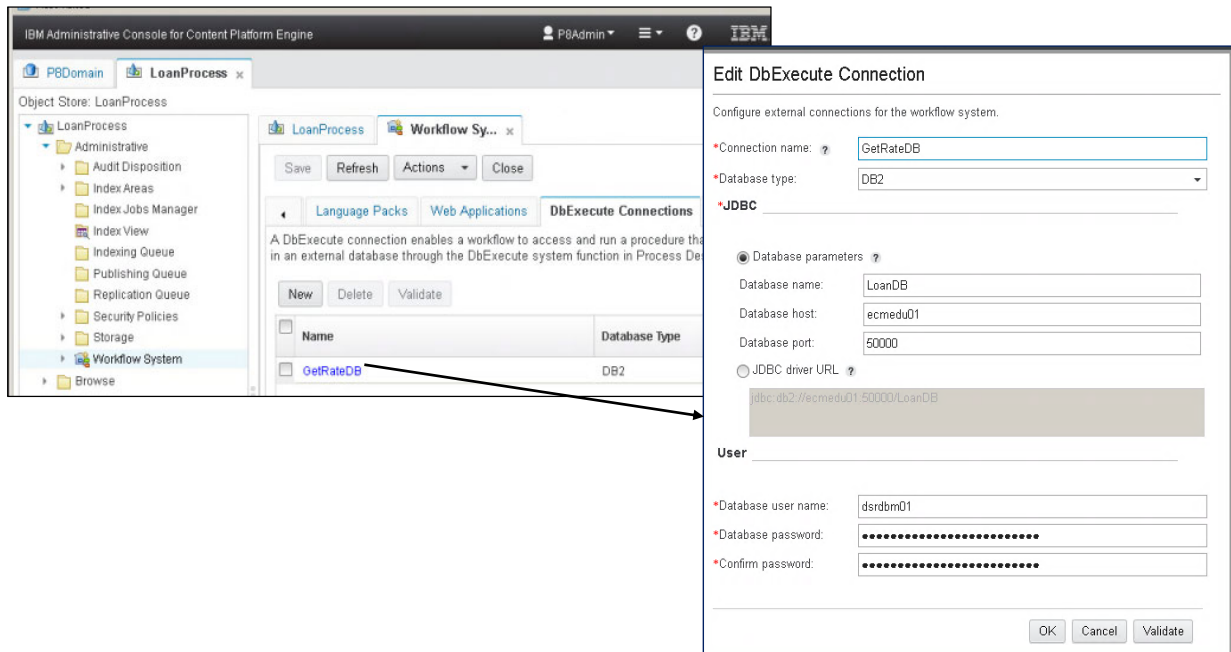 IBM Administrative Console for Content Platform Engine
P8Admin
?
IBM
P8Domain
LoanProcess x
Object Store: LoanProcess
LoanProcess
Administrative
Audit Disposition
Index Areas
Index Jobs Manager
Index View
Indexing Queue
Publishing Queue
Replication Queue
Security Policies
Storage
Workflow System
Browse
LoanProcess
Workflow Sy... x
Save
Refresh
Actions
Close
Language Packs
Web Applications
DbExecute Connections
A DbExecute connection enables a workflow to access and run a procedure tha
in an external database through the DbExecute system function in Process De
New
Delete
Validate
Name
Database Type
GetRateDB
DB2
Edit DbExecute Connection
Configure external connections for the workflow system.
*Connection name: ?
GetRateDB
*Database type:
DB2
*JDBC
Database parameters ?
Database name:
LoanDB
Database host:
ecmedu01
Database port:
50000
JDBC driver URL ?
jdbc:db2://ecmedu01:50000/LoanDB
User
*Database user name:
dsrdbm01
*Database password:
*Confirm password:
OK
Cancel
Validate